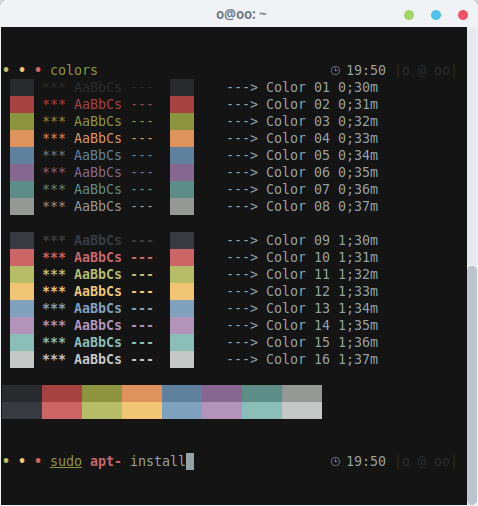 o@oo: ~
• • • colors 19:50 |o @ oo|
*** AaBbCs --- ---> Color 01 0;30m
*** AaBbCs --- ---> Color 02 0;31m
*** AaBbCs --- ---> Color 03 0;32m
*** AaBbCs --- ---> Color 04 0;33m
*** AaBbCs --- ---> Color 05 0;34m
*** AaBbCs --- ---> Color 06 0;35m
*** AaBbCs --- ---> Color 07 0;36m
*** AaBbCs --- ---> Color 08 0;37m
*** AaBbCs --- ---> Color 09 1;30m
*** AaBbCs --- ---> Color 10 1;31m
*** AaBbCs --- ---> Color 11 1;32m
*** AaBbCs --- ---> Color 12 1;33m
*** AaBbCs --- ---> Color 13 1;34m
*** AaBbCs --- ---> Color 14 1;35m
*** AaBbCs --- ---> Color 15 1;36m
*** AaBbCs --- ---> Color 16 1;37m
• • • sudo apt- install 19:50 |o @ oo|